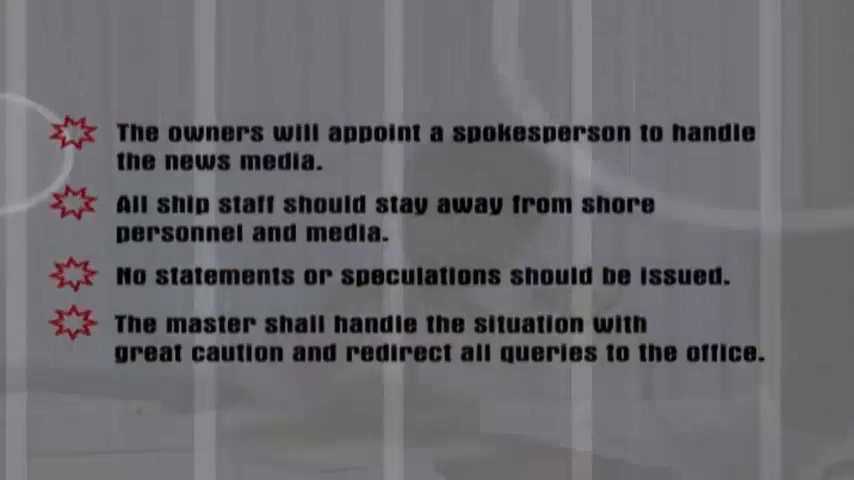 The owners will appoint a spokesperson to handle
the news media.
All ship staff should stay away from shore
personnel and media.
No statements or speculations should be issued.
The master shall handle the situation with
great caution and redirect all queries to the office.